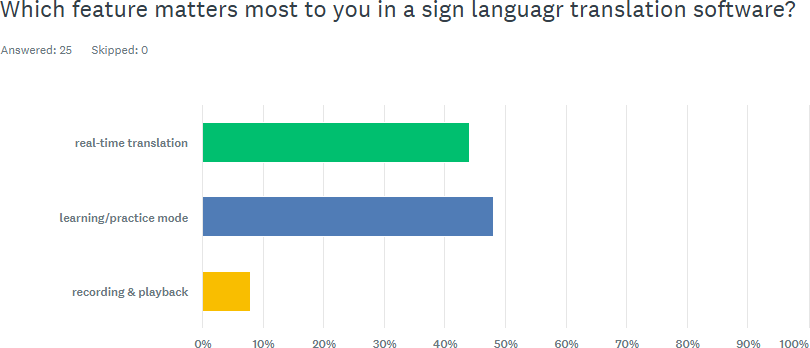 Which feature matters most to you in a sign languagr translation software?
Answered: 25 Skipped: 0
real-time translation
learning/practice mode
recording & playback
0% 10% 20% 30% 40% 50% 60% 70% 80% 90% 100%